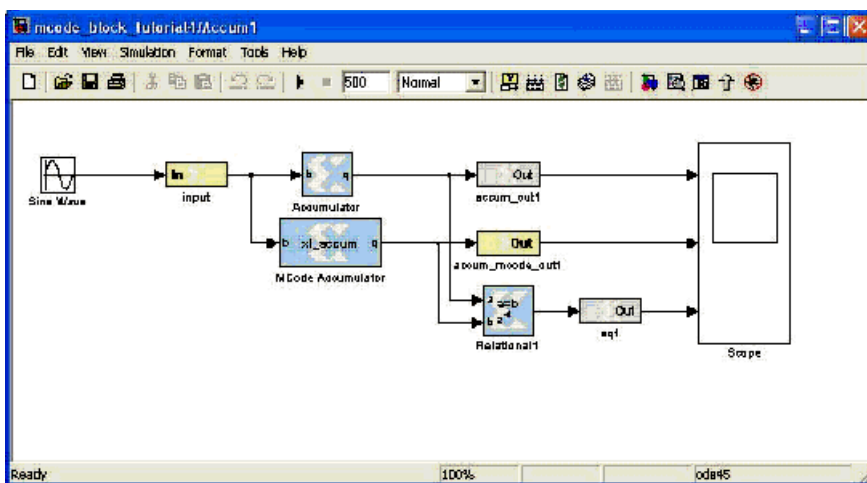 mcode_block_tutorial1/Accum1
File Edit View Simulation Format Tools Help
500 Normal
In
b q
Out
Sine Wave
input
Accumulator
accum_out1
b xl_accum q
Out
MCode Accumulator
accum_mcode_out1
a a=b
b
Out
Relational1
eq1
Scope
Ready 100% ode45